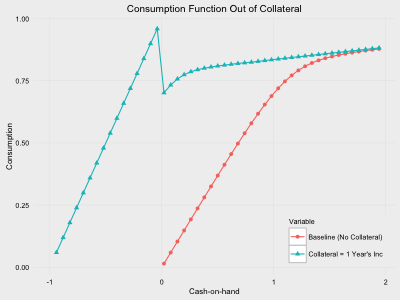 Consumption Function Out of Collateral
1.00
0.75
0.50
0.25
0.00
Consumption
-1
0
1
2
Cash-on-hand
Variable
Baseline (No Collateral)
Collateral = 1 Year's Inc